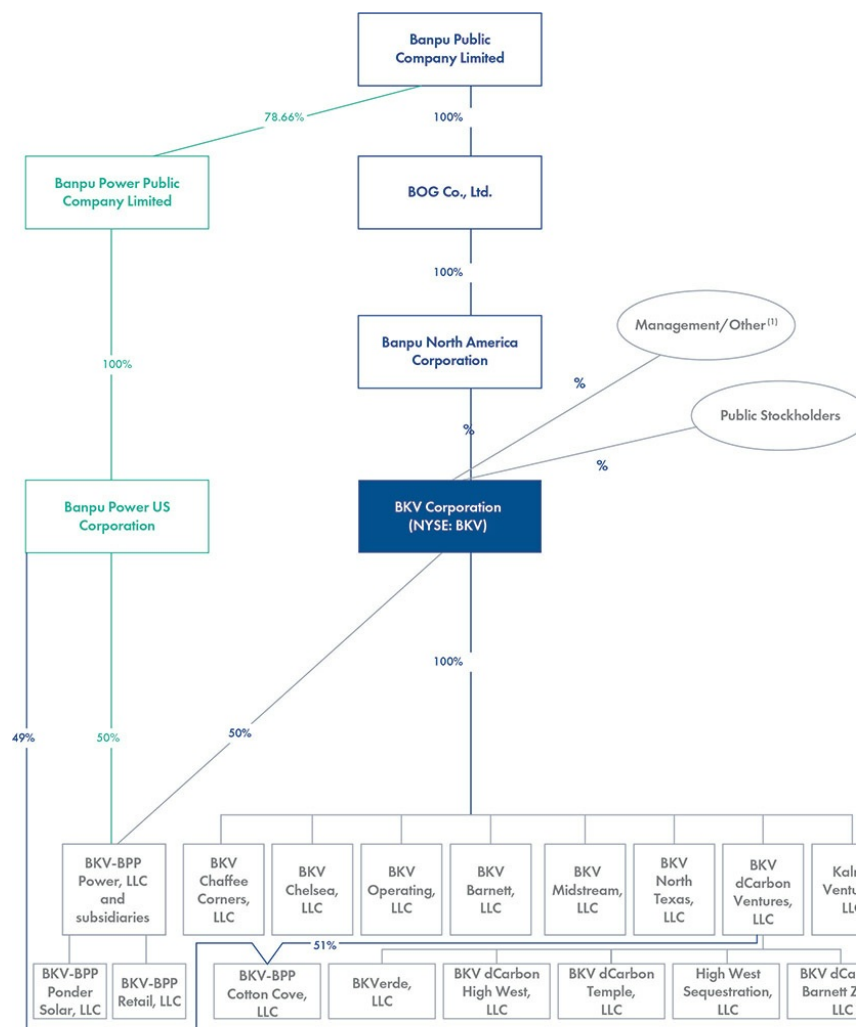 Banpu Public
Company Limited
78.66%
100%
Banpu Power Public
Company Limited
BOG Co., Ltd.
100%
Management/Other(1)
Banpu North America
Corporation
100%
%
Public Stockholders
%
%
Banpu Power US
Corporation
BKV Corporation
(NYSE: BKV)
100%
49%
50%
50%
BKV-BPP
Power, LLC
and
subsidiaries
BKV
Chaffee
Corners,
LLC
BKV
Chelsea,
LLC
BKV
Operating,
LLC
BKV
Barnett,
LLC
BKV
Midstream,
LLC
BKV
North
Texas,
LLC
BKV
dCarbon
Ventures,
LLC
51%
BKV-BPP
Ponder
Solar, LLC
BKV-BPP
Retail, LLC
BKV-BPP
Cotton Cove,
LLC
BKVerde,
LLC
BKV dCarbon
High West,
LLC
BKV dCarbon
Temple,
LLC
High West
Sequestration,
LLC
Barnett
LLC